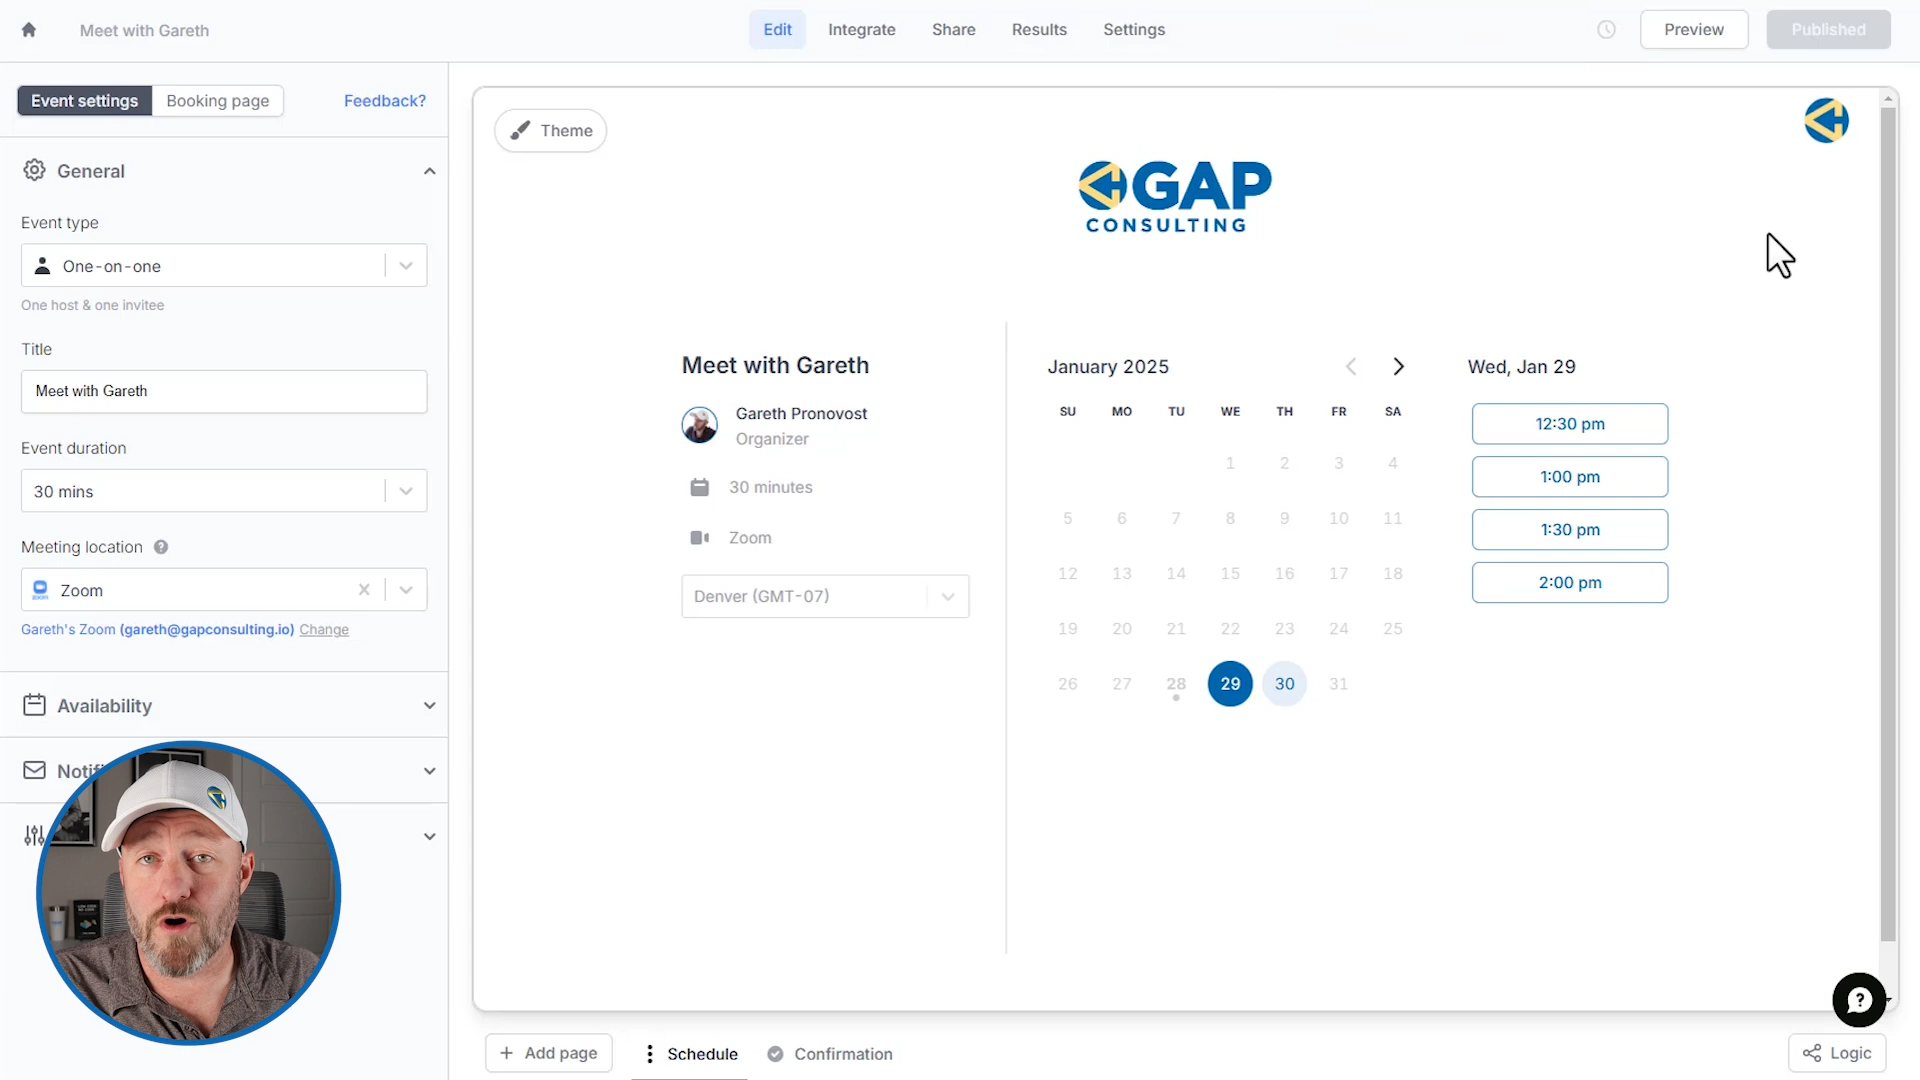 Meet with Gareth
Edit
Integrate
Share
Results
Settings
Preview
Published
Event settings
Booking page
Feedback?
General
Event type
One-on-one
One host & one invitee
Title
Meet with Gareth
Event duration
30 mins
Meeting location
zoom
Zoom
Gareth's Zoom (gareth@gapconsulting.io) Change
Availability
Notifi
Theme
GAP
CONSULTING
Meet with Gareth
Gareth Pronovost
Organizer
30 minutes
Zoom
Denver (GMT-07)
January 2025
SU MO TU WE TH FR SA
1 2 3 4
5 6 7 8 9 10 11
12 13 14 15 16 17 18
19 20 21 22 23 24 25
26 27 28 29 30 31
Wed, Jan 29
12:30 pm
1:00 pm
1:30 pm
2:00 pm
+ Add page
Schedule
Confirmation
Logic